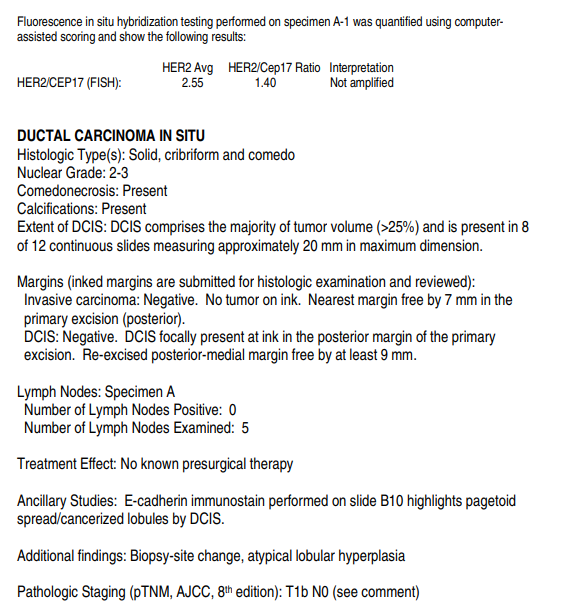 Fluorescence in situ hybridization testing performed on specimen A-1 was quantified using computer-
assisted scoring and show the following results:
HER2 Avg HER2/Cep17 Ratio Interpretation
HER2/CEP17 (FISH): 2.55 1.40 Not amplified
DUCTAL CARCINOMA IN SITU
Histologic Type(s): Solid, cribriform and comedo
Nuclear Grade: 2-3
Comedonecrosis: Present
Calcifications: Present
Extent of DCIS: DCIS comprises the majority of tumor volume (>25%) and is present in 8
of 12 continuous slides measuring approximately 20 mm in maximum dimension.
Margins (inked margins are submitted for histologic examination and reviewed):
Invasive carcinoma: Negative. No tumor on ink. Nearest margin free by 7 mm in the
primary excision (posterior).
DCIS: Negative. DCIS focally present at ink in the posterior margin of the primary
excision. Re-excised posterior-medial margin free by at least 9 mm.
Lymph Nodes: Specimen A
Number of Lymph Nodes Positive: 0
Number of Lymph Nodes Examined: 5
Treatment Effect: No known presurgical therapy
Ancillary Studies: E-cadherin immunostain performed on slide B10 highlights pagetoid
spread/cancerized lobules by DCIS.
Additional findings: Biopsy-site change, atypical lobular hyperplasia
Pathologic Staging (pTNM, AJCC, 8th edition): T1b N0 (see comment)